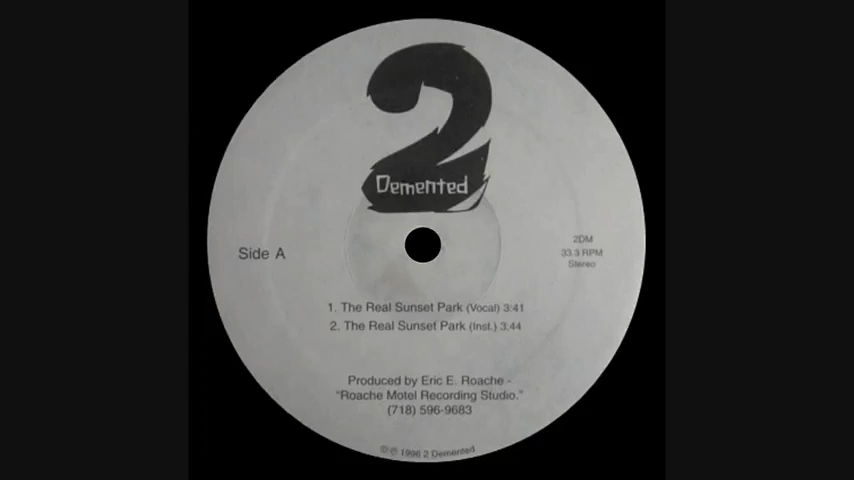 2
Demented
Side A
2DM
33.3 RPM
Stereo
1. The Real Sunset Park (Vocal) 3:41
2. The Real Sunset Park (Inst.) 3:44
Produced by Eric E. Roache -
"Roache Motel Recording Studio."
(718) 596-9683
©℗ 1996 2 Demented